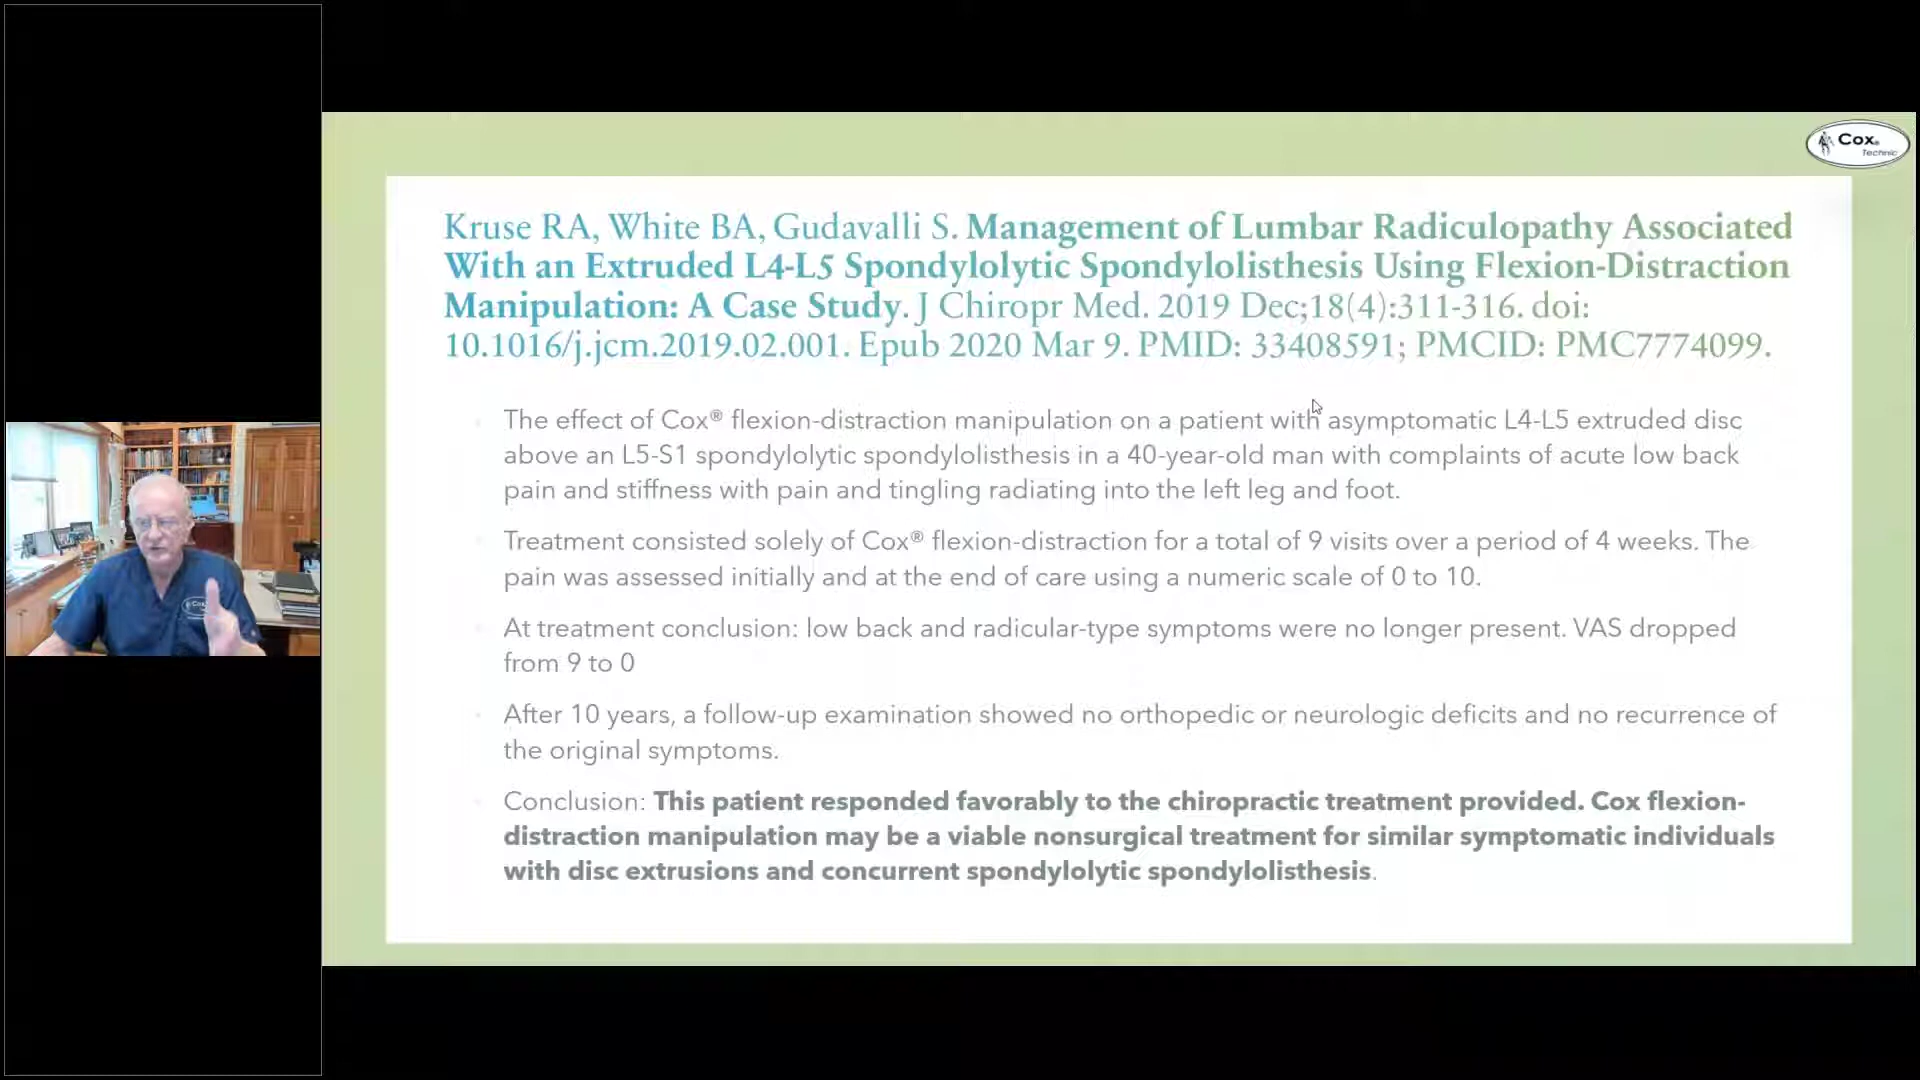 Cox®
Technic
Kruse RA, White BA, Gudavalli S. Management of Lumbar Radiculopathy Associated
With an Extruded L4-L5 Spondylolytic Spondylolisthesis Using Flexion-Distraction
Manipulation: A Case Study. J Chiropr Med. 2019 Dec;18(4):311-316. doi:
10.1016/j.jcm.2019.02.001. Epub 2020 Mar 9. PMID: 33408591; PMCID: PMC7774099.
The effect of Cox® flexion-distraction manipulation on a patient with asymptomatic L4-L5 extruded disc
above an L5-S1 spondylolytic spondylolisthesis in a 40-year-old man with complaints of acute low back
pain and stiffness with pain and tingling radiating into the left leg and foot.
Treatment consisted solely of Cox® flexion-distraction for a total of 9 visits over a period of 4 weeks. The
pain was assessed initially and at the end of care using a numeric scale of 0 to 10.
At treatment conclusion: low back and radicular-type symptoms were no longer present. VAS dropped
from 9 to 0
After 10 years, a follow-up examination showed no orthopedic or neurologic deficits and no recurrence of
the original symptoms.
Conclusion: This patient responded favorably to the chiropractic treatment provided. Cox flexion-
distraction manipulation may be a viable nonsurgical treatment for similar symptomatic individuals
with disc extrusions and concurrent spondylolytic spondylolisthesis.
Cox